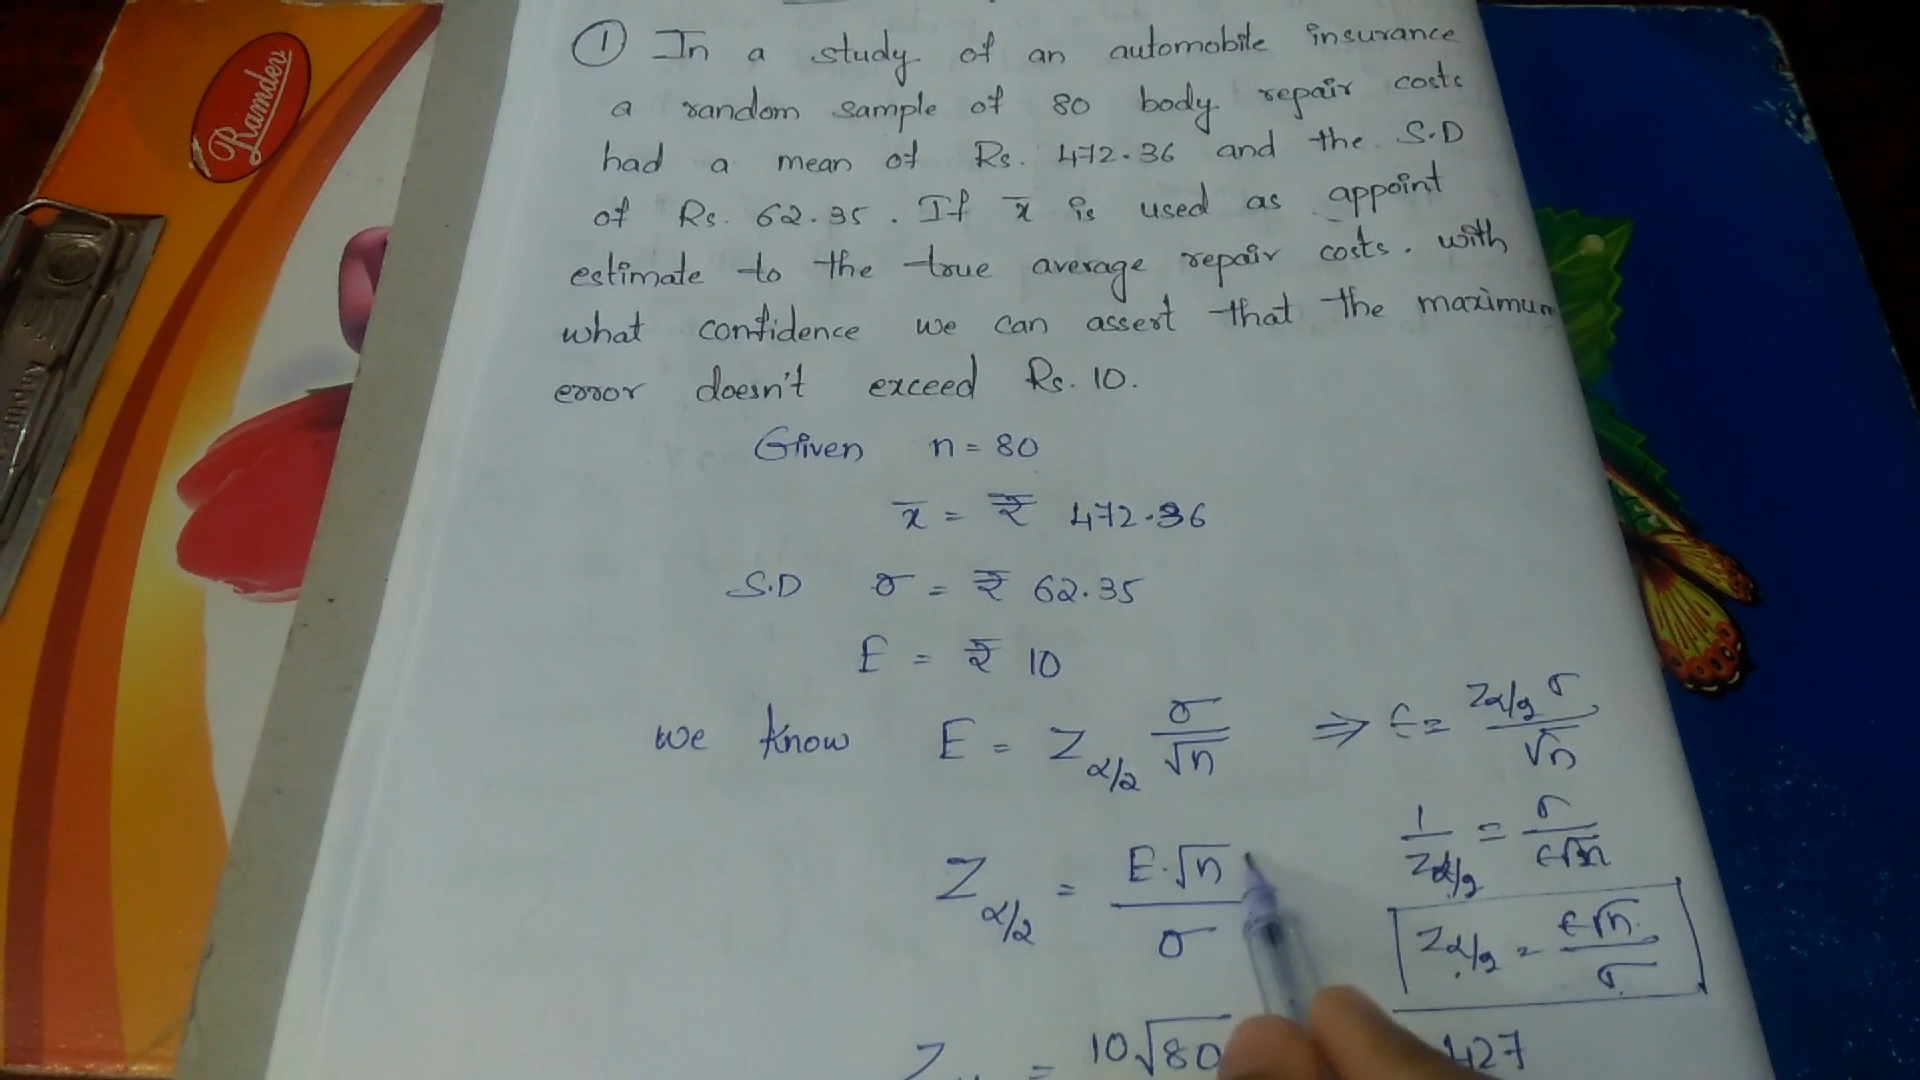 Ramdev
① In a study of an automobile insurance
a random sample of 80 body repair costs
had a mean of Rs. 472.36 and the S.D
of Rs. 62.35. If x̄ is used as appoint
estimate to the true average repair costs. with
what confidence we can assert that the maximum
error doesn't exceed Rs. 10.
Given n = 80
x̄ = ₹ 472.36
S.D σ = ₹ 62.35
E = ₹ 10
we know E = Z α/2 σ/√n ⇒ E = Zα/2 σ/√n
1/Zα/2 = σ/E√n
Z α/2 = E.√n/σ
Zα/2 = E√n/σ
Z = 10√80 427